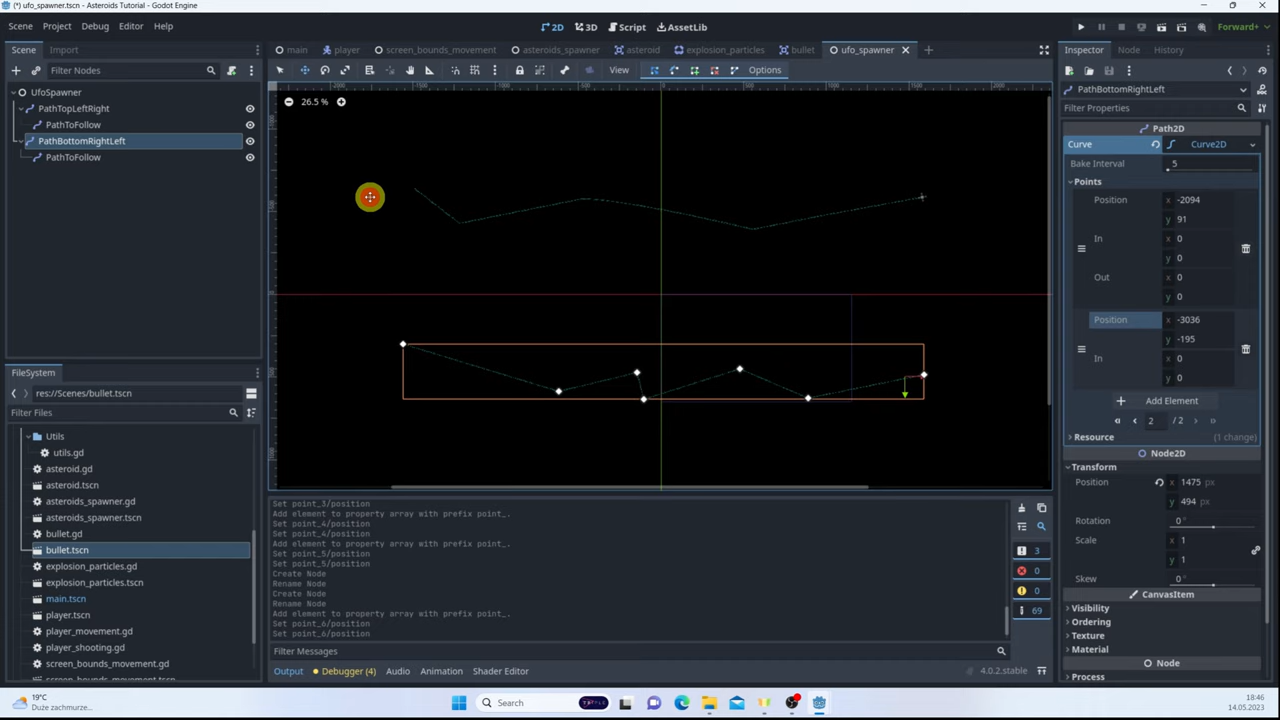 (*) ufo_spawner.tscn - Asteroids Tutorial - Godot Engine
Scene Project Debug Editor Help
2D 3D Script AssetLib
Forward+
Scene Import
main player screen_bounds_movement asteroids_spawner asteroid explosion_particles bullet ufo_spawner
Inspector Node History
Filter Nodes
View Options
UfoSpawner
PathTopLeftRight
PathToFollow
PathBottomRightLeft
PathToFollow
26.5 %
PathBottomRightLeft
Filter Properties
Path2D
Curve Curve2D
Bake Interval 5
Points
Position x -2094
y 91
In x 0
y 0
Out x 0
y 0
Position x -3036
y -195
In x 0
y 0
Add Element
2 / 2
Resource (1 change)
Node2D
Transform
Position x 1475 px
y 494 px
Rotation 0 °
Scale x 1
y 1
Skew 0 °
CanvasItem
Visibility
Ordering
Texture
Material
Node
Process
FileSystem
res://Scenes/bullet.tscn
Filter Files
Utils
utils.gd
asteroid.gd
asteroid.tscn
asteroids_spawner.gd
asteroids_spawner.tscn
bullet.gd
bullet.tscn
explosion_particles.gd
explosion_particles.tscn
main.tscn
player.tscn
player_movement.gd
player_shooting.gd
screen_bounds_movement.gd
screen_bounds_movement.tscn
Set point_3/position
Add element to property array with prefix point_.
Set point_4/position
Set point_4/position
Add element to property array with prefix point_.
Set point_5/position
Set point_5/position
Create Node
Rename Node
Create Node
Rename Node
Add element to property array with prefix point_.
Set point_6/position
Set point_6/position
3
0
0
69
Filter Messages
Output Debugger (4) Audio Animation Shader Editor
4.0.2.stable
19°C
Duże zachmurze...
Search
18:46
14.05.2023